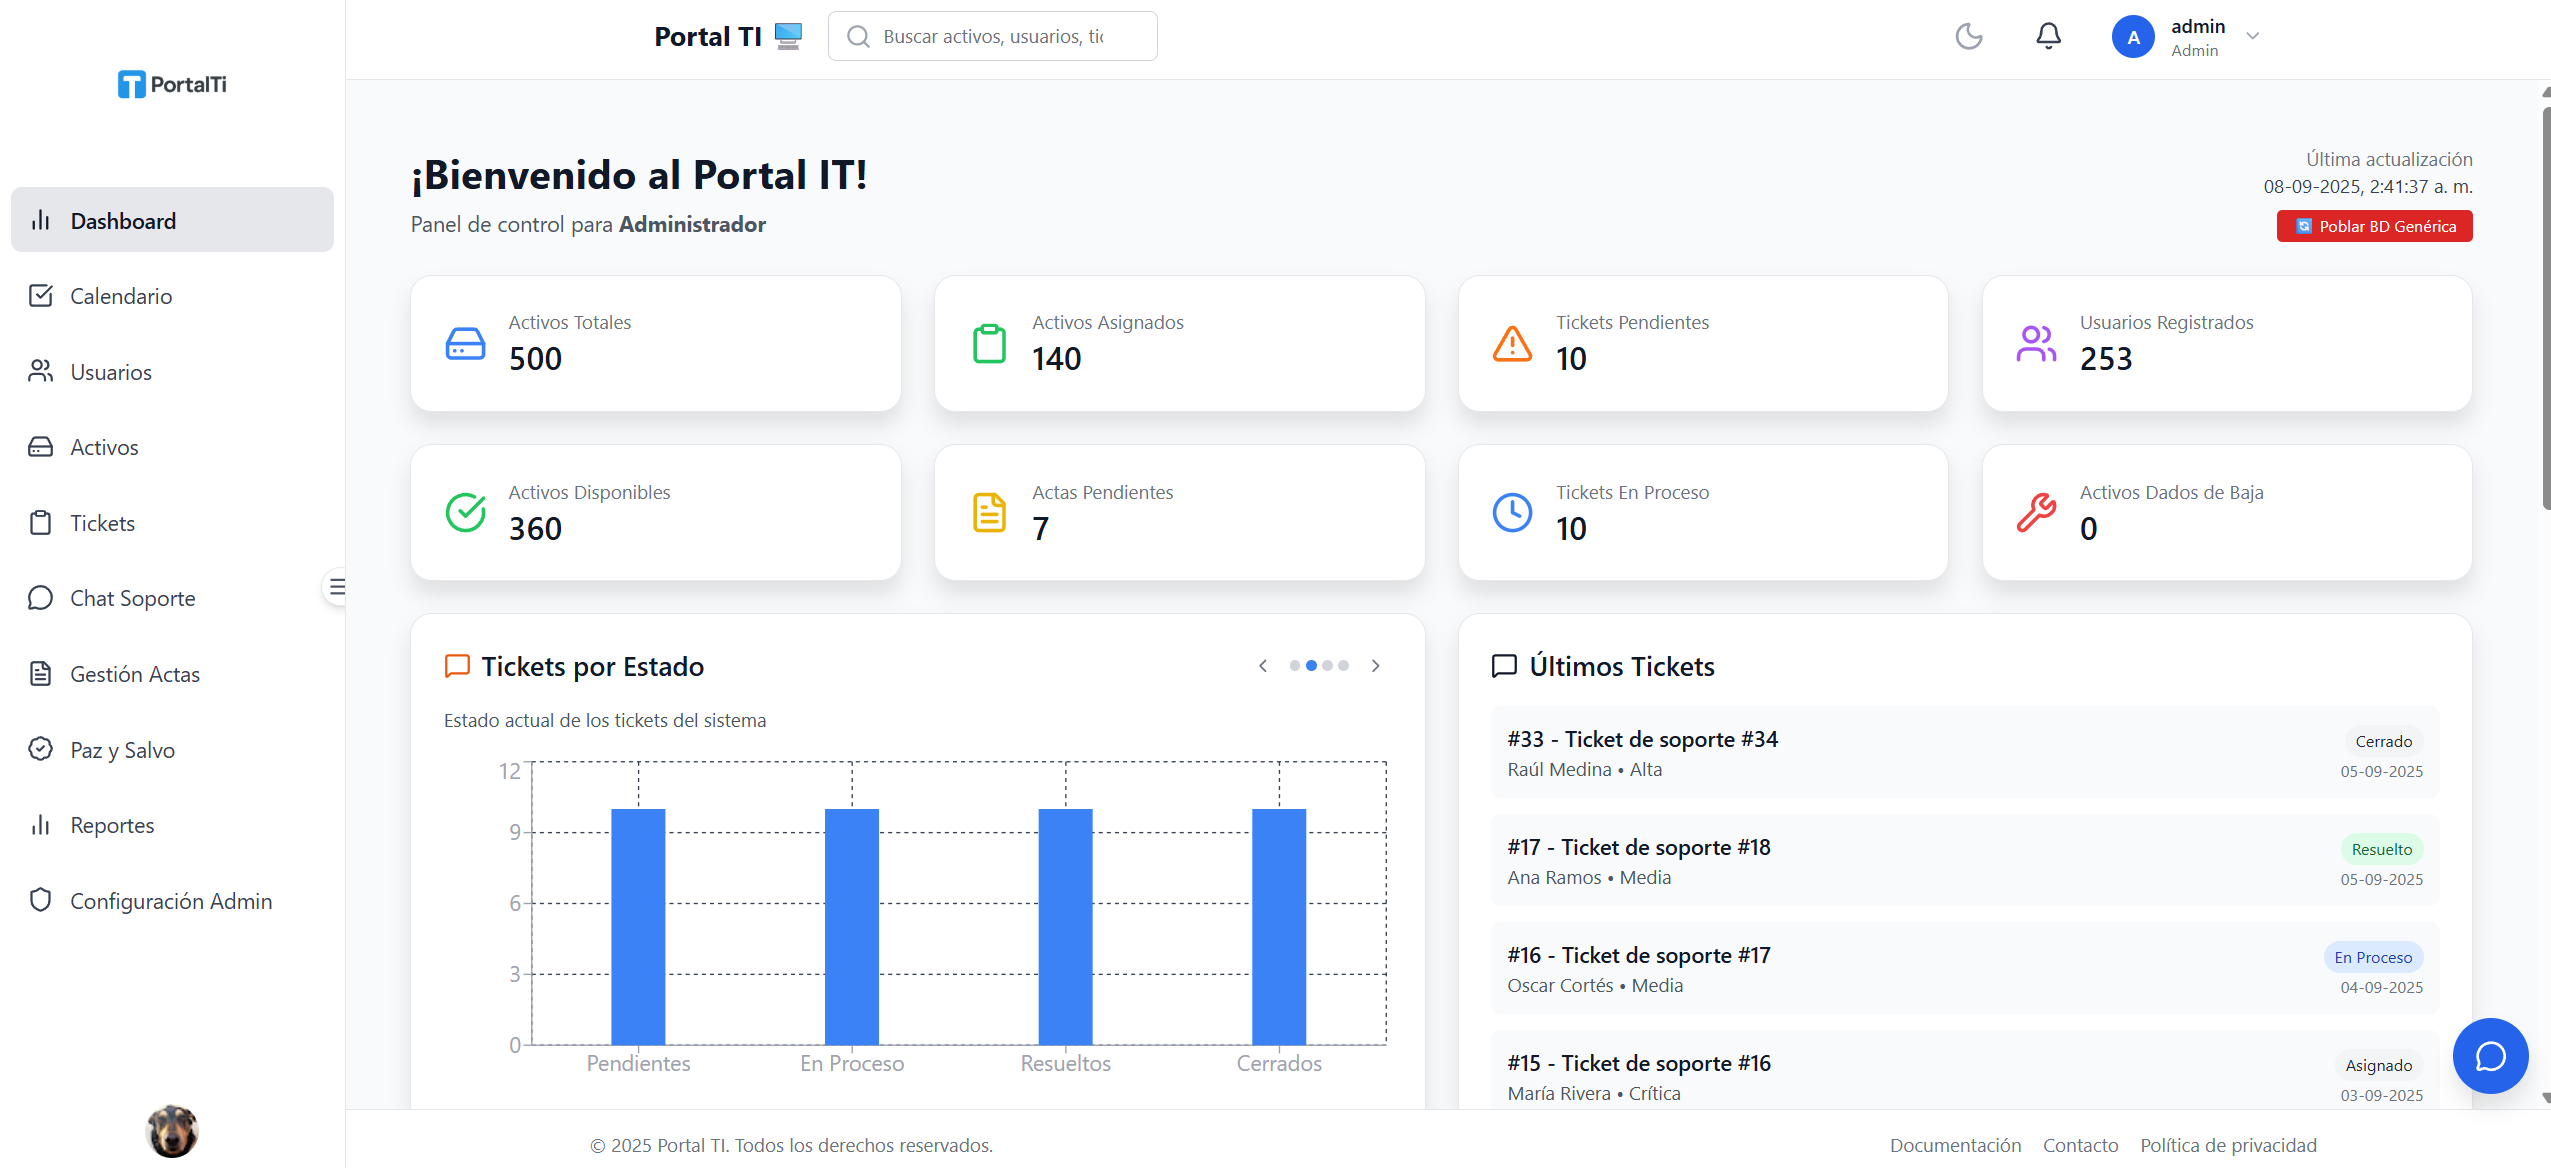 PortalTi
Dashboard
Calendario
Usuarios
Activos
Tickets
Chat Soporte
Gestión Actas
Paz y Salvo
Reportes
Configuración Admin
Portal TI
Buscar activos, usuarios, tic
A
admin
Admin
¡Bienvenido al Portal IT!
Panel de control para Administrador
Última actualización
08-09-2025, 2:41:37 a. m.
Poblar BD Genérica
Activos Totales
500
Activos Asignados
140
Tickets Pendientes
10
Usuarios Registrados
253
Activos Disponibles
360
Actas Pendientes
7
Tickets En Proceso
10
Activos Dados de Baja
0
Tickets por Estado
Estado actual de los tickets del sistema
12
9
6
3
0
Pendientes
En Proceso
Resueltos
Cerrados
Últimos Tickets
#33 - Ticket de soporte #34
Raúl Medina • Alta
Cerrado
05-09-2025
#17 - Ticket de soporte #18
Ana Ramos • Media
Resuelto
05-09-2025
#16 - Ticket de soporte #17
Oscar Cortés • Media
En Proceso
04-09-2025
#15 - Ticket de soporte #16
María Rivera • Crítica
Asignado
03-09-2025
© 2025 Portal TI. Todos los derechos reservados.
Documentación
Contacto
Política de privacidad